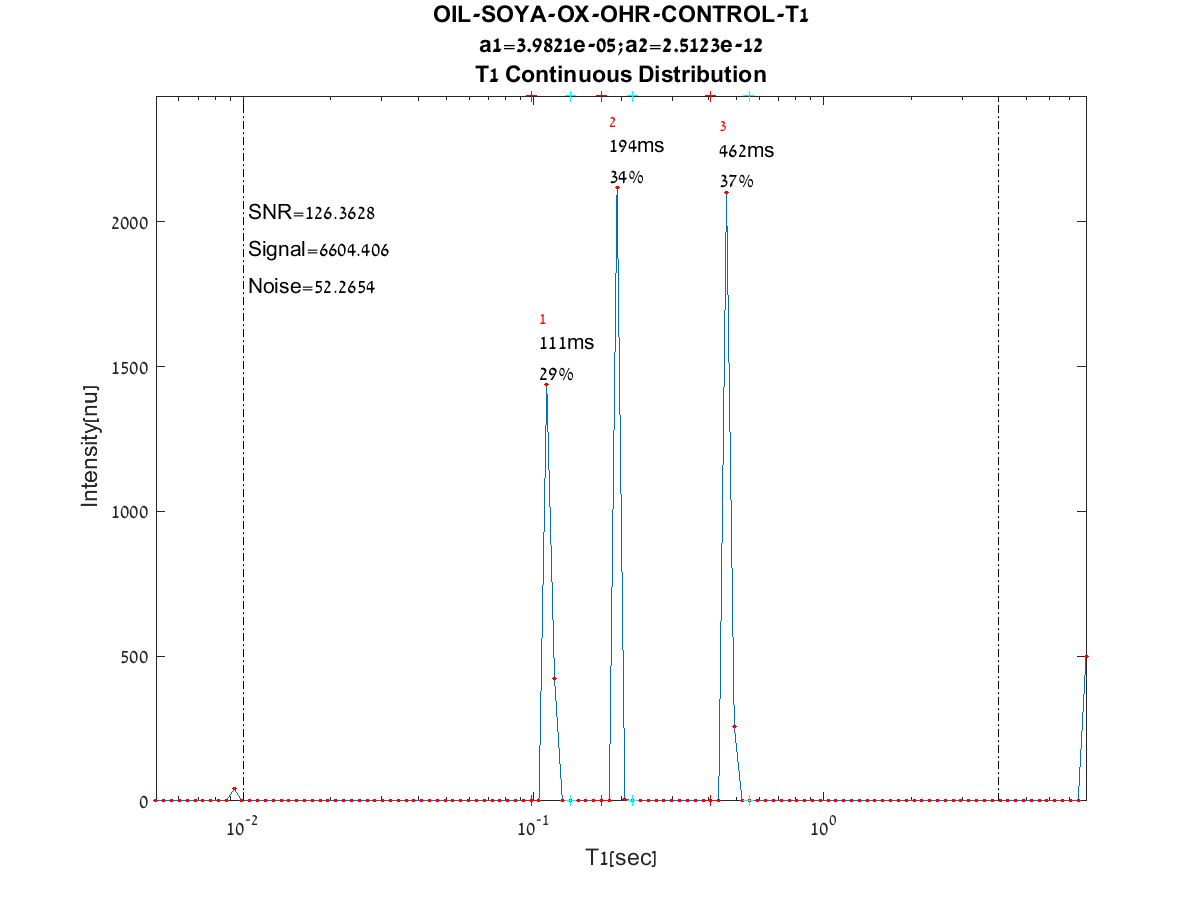 OIL-SOYA-OX-OHR-CONTROL-T1
a1=3.9821e-05;a2=2.5123e-12
T1 Continuous Distribution
2
194ms
34%
3
462ms
37%
SNR=126.3628
Signal=6604.406
Noise=52.2654
1
111ms
29%
2000
1500
1000
500
0
Intensity[nu]
10^-2
10^-1
10^0
T1[sec]